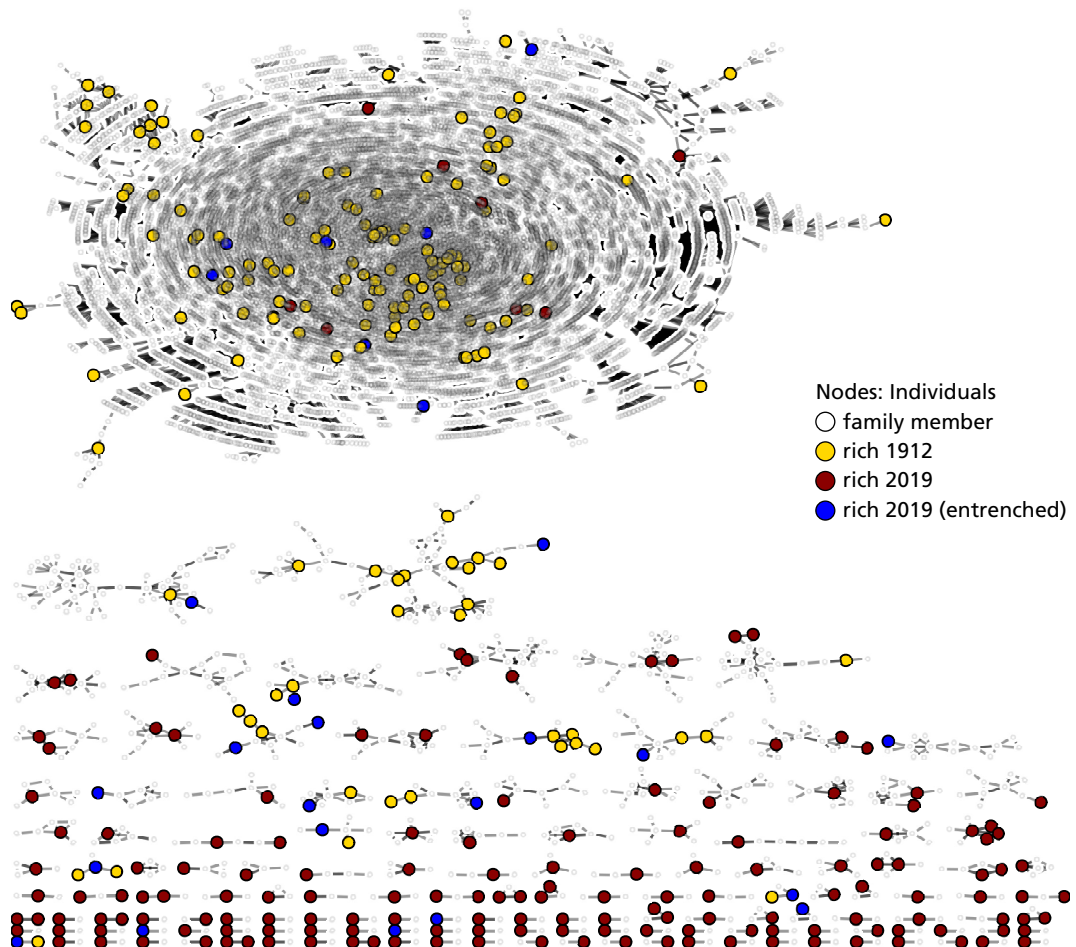 Nodes: Individuals
family member
rich 1912
rich 2019
rich 2019 (entrenched)